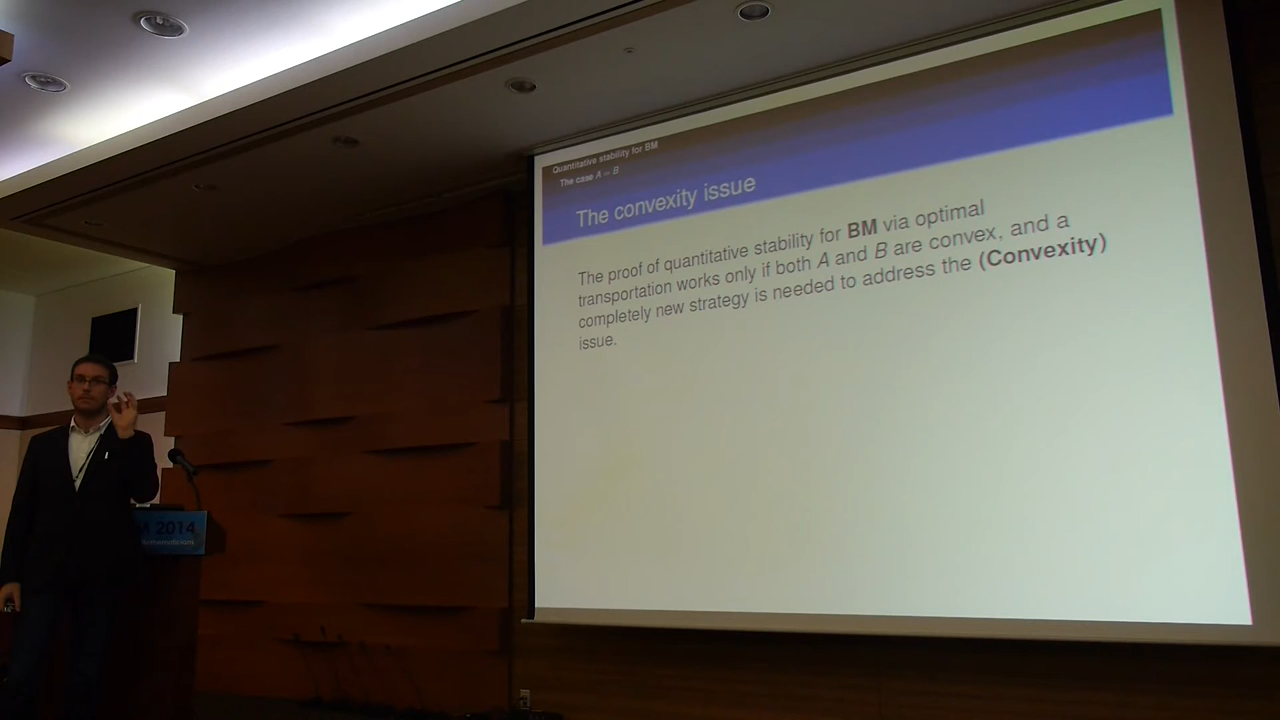 Quantitative stability for BM
The case A = B
The convexity issue
The proof of quantitative stability for BM via optimal
transportation works only if both A and B are convex, and a
completely new strategy is needed to address the (Convexity)
issue.
M 2014
Mathematicians